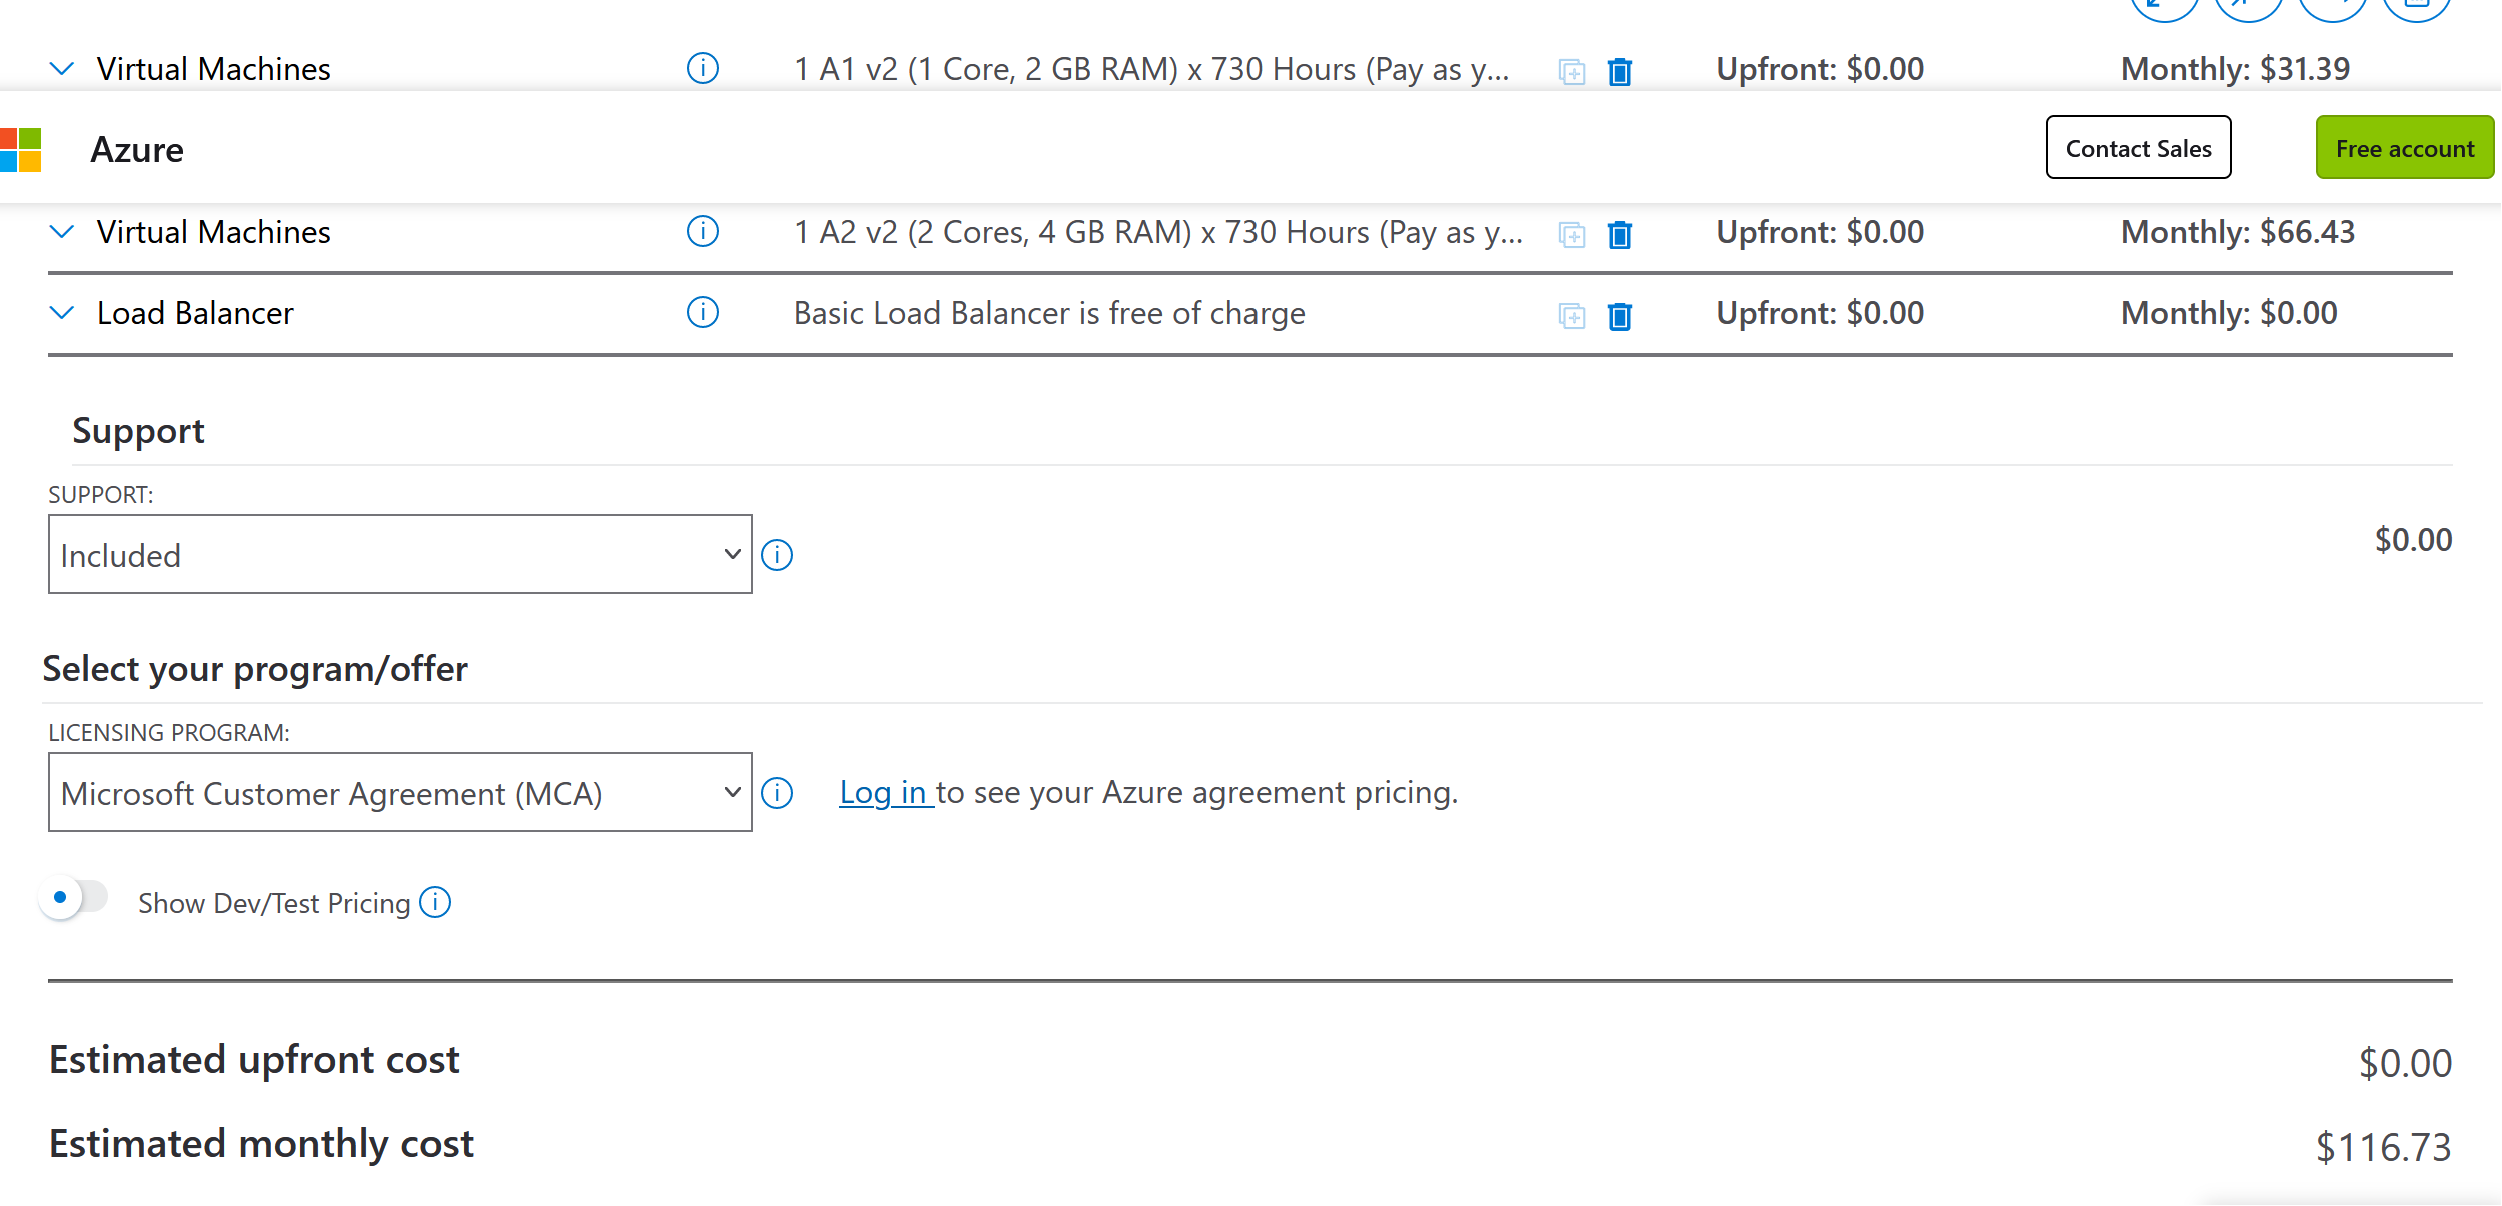 Virtual Machines 1 A1 v2 (1 Core, 2 GB RAM) x 730 Hours (Pay as y... Upfront: $0.00 Monthly: $31.39
Azure Contact Sales Free account
Virtual Machines 1 A2 v2 (2 Cores, 4 GB RAM) x 730 Hours (Pay as y... Upfront: $0.00 Monthly: $66.43
Load Balancer Basic Load Balancer is free of charge Upfront: $0.00 Monthly: $0.00
Support
SUPPORT:
Included $0.00
Select your program/offer
LICENSING PROGRAM:
Microsoft Customer Agreement (MCA) Log in to see your Azure agreement pricing.
Show Dev/Test Pricing
Estimated upfront cost $0.00
Estimated monthly cost $116.73